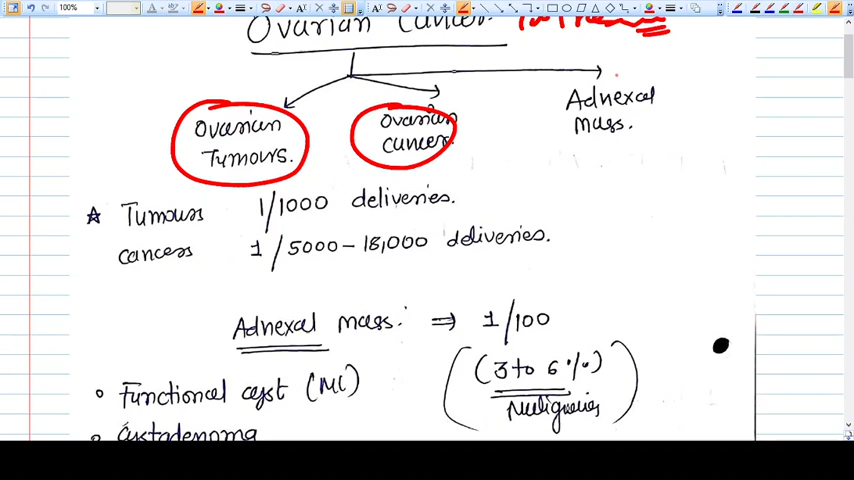 100%
Ovarian Cancer.
Ovarian
Tumours.
Ovarian
cancer.
Adnexal
mass.
☆ Tumours 1/1000 deliveries.
cancers 1/5000-18,000 deliveries.
Adnexal mass: ⇒ 1/100
(3 to 6%)
• Functional cyst (MC)
• Cystadenoma